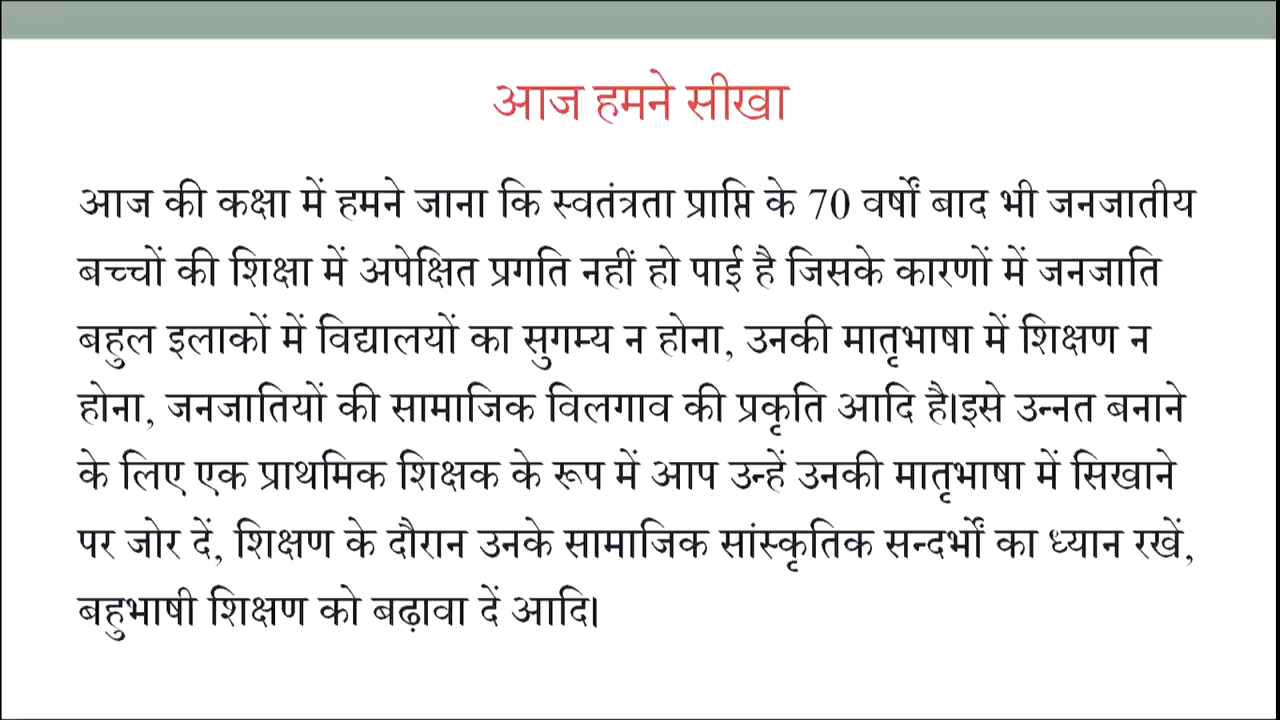 आज हमने सीखा
आज की कक्षा में हमने जाना कि स्वतंत्रता प्राप्ति के 70 वर्षों बाद भी जनजातीय
बच्चों की शिक्षा में अपेक्षित प्रगति नहीं हो पाई है जिसके कारणों में जनजाति
बहुल इलाकों में विद्यालयों का सुगम्य न होना, उनकी मातृभाषा में शिक्षण न
होना, जनजातियों की सामाजिक विलगाव की प्रकृति आदि है।इसे उन्नत बनाने
के लिए एक प्राथमिक शिक्षक के रूप में आप उन्हें उनकी मातृभाषा में सिखाने
पर जोर दें, शिक्षण के दौरान उनके सामाजिक सांस्कृतिक सन्दर्भों का ध्यान रखें,
बहुभाषी शिक्षण को बढ़ावा दें आदि।